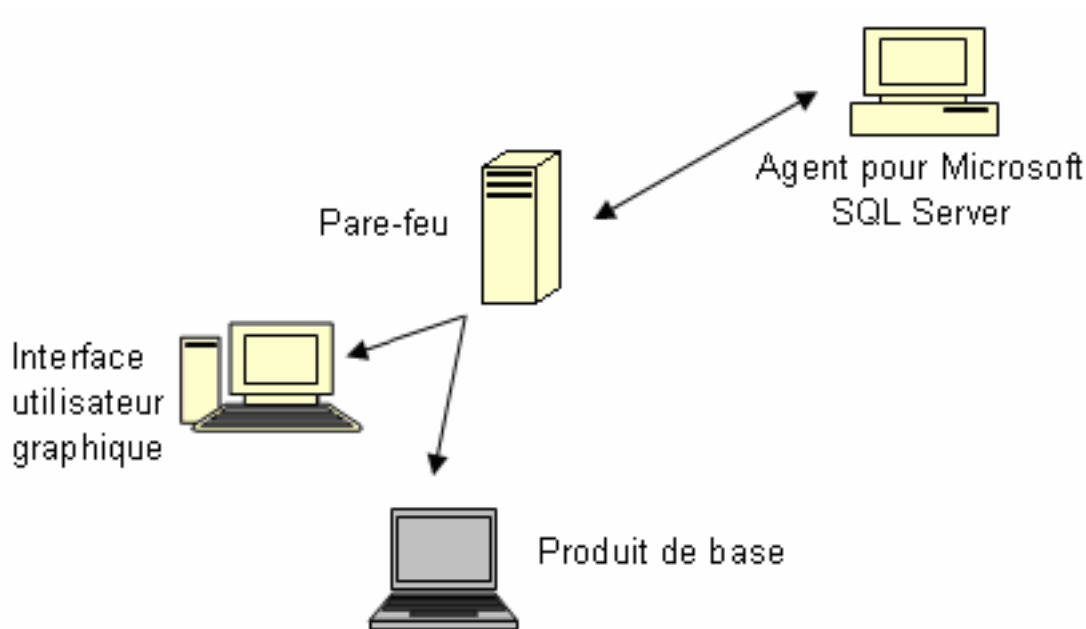 Agent pour Microsoft
SQL Server
Pare-feu
Interface
utilisateur
graphique
Produit de base